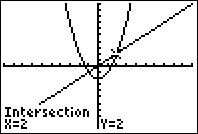 Intersection
X=2 Y=2